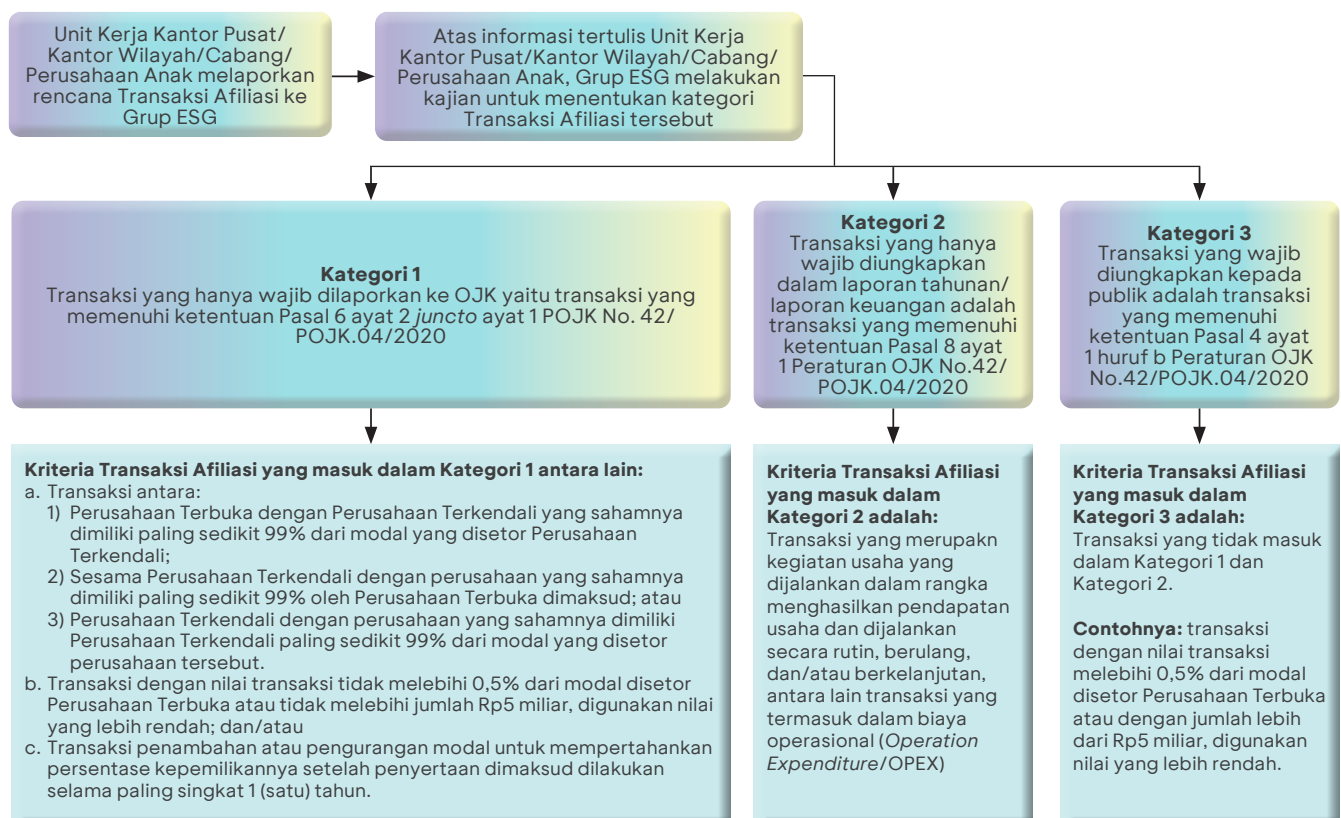 Unit Kerja Kantor Pusat/
Kantor Wilayah/Cabang/
Perusahaan Anak melaporkan
rencana Transaksi Afiliasi ke
Grup ESG
Atas informasi tertulis Unit Kerja
Kantor Pusat/Kantor Wilayah/Cabang/
Perusahaan Anak, Grup ESG melakukan
kajian untuk menentukan kategori
Transaksi Afiliasi tersebut
Kategori 1
Transaksi yang hanya wajib dilaporkan ke OJK yaitu transaksi yang
memenuhi ketentuan Pasal 6 ayat 2 juncto ayat 1 POJK No. 42/
POJK.04/2020
Kategori 2
Transaksi yang hanya
wajib diungkapkan
dalam laporan tahunan/
laporan keuangan adalah
transaksi yang memenuhi
ketentuan Pasal 8 ayat
1 Peraturan OJK No.42/
POJK.04/2020
Kategori 3
Transaksi yang wajib
diungkapkan kepada
publik adalah transaksi
yang memenuhi
ketentuan Pasal 4 ayat
1 huruf b Peraturan OJK
No.42/POJK.04/2020
Kriteria Transaksi Afiliasi yang masuk dalam Kategori 1 antara lain:
a. Transaksi antara:
1) Perusahaan Terbuka dengan Perusahaan Terkendali yang sahamnya
dimiliki paling sedikit 99% dari modal yang disetor Perusahaan
Terkendali;
2) Sesama Perusahaan Terkendali dengan perusahaan yang sahamnya
dimiliki paling sedikit 99% oleh Perusahaan Terbuka dimaksud; atau
3) Perusahaan Terkendali dengan perusahaan yang sahamnya dimiliki
Perusahaan Terkendali paling sedikit 99% dari modal yang disetor
perusahaan tersebut.
b. Transaksi dengan nilai transaksi tidak melebihi 0,5% dari modal disetor
Perusahaan Terbuka atau tidak melebihi jumlah Rp5 miliar, digunakan nilai
yang lebih rendah; dan/atau
c. Transaksi penambahan atau pengurangan modal untuk mempertahankan
persentase kepemilikannya setelah penyertaan dimaksud dilakukan
selama paling singkat 1 (satu) tahun.
Kriteria Transaksi Afiliasi
yang masuk dalam
Kategori 2 adalah:
Transaksi yang merupakn
kegiatan usaha yang
dijalankan dalam rangka
menghasilkan pendapatan
usaha dan dijalankan
secara rutin, berulang,
dan/atau berkelanjutan,
antara lain transaksi yang
termasuk dalam biaya
operasional (Operation
Expenditure/OPEX)
Kriteria Transaksi Afiliasi
yang masuk dalam
Kategori 3 adalah:
Transaksi yang tidak masuk
dalam Kategori 1 dan
Kategori 2.
Contohnya: transaksi
dengan nilai transaksi
melebihi 0,5% dari modal
disetor Perusahaan Terbuka
atau dengan jumlah lebih
dari Rp5 miliar, digunakan
nilai yang lebih rendah.